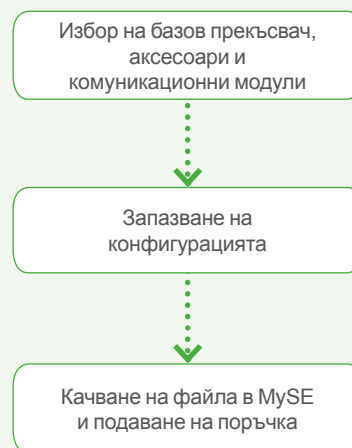 Избор на базов прекъсвач,
аксесоари и
комуникационни модули
Запазване на
конфигурацията
Качване на файла в MySE
и подаване на поръчка